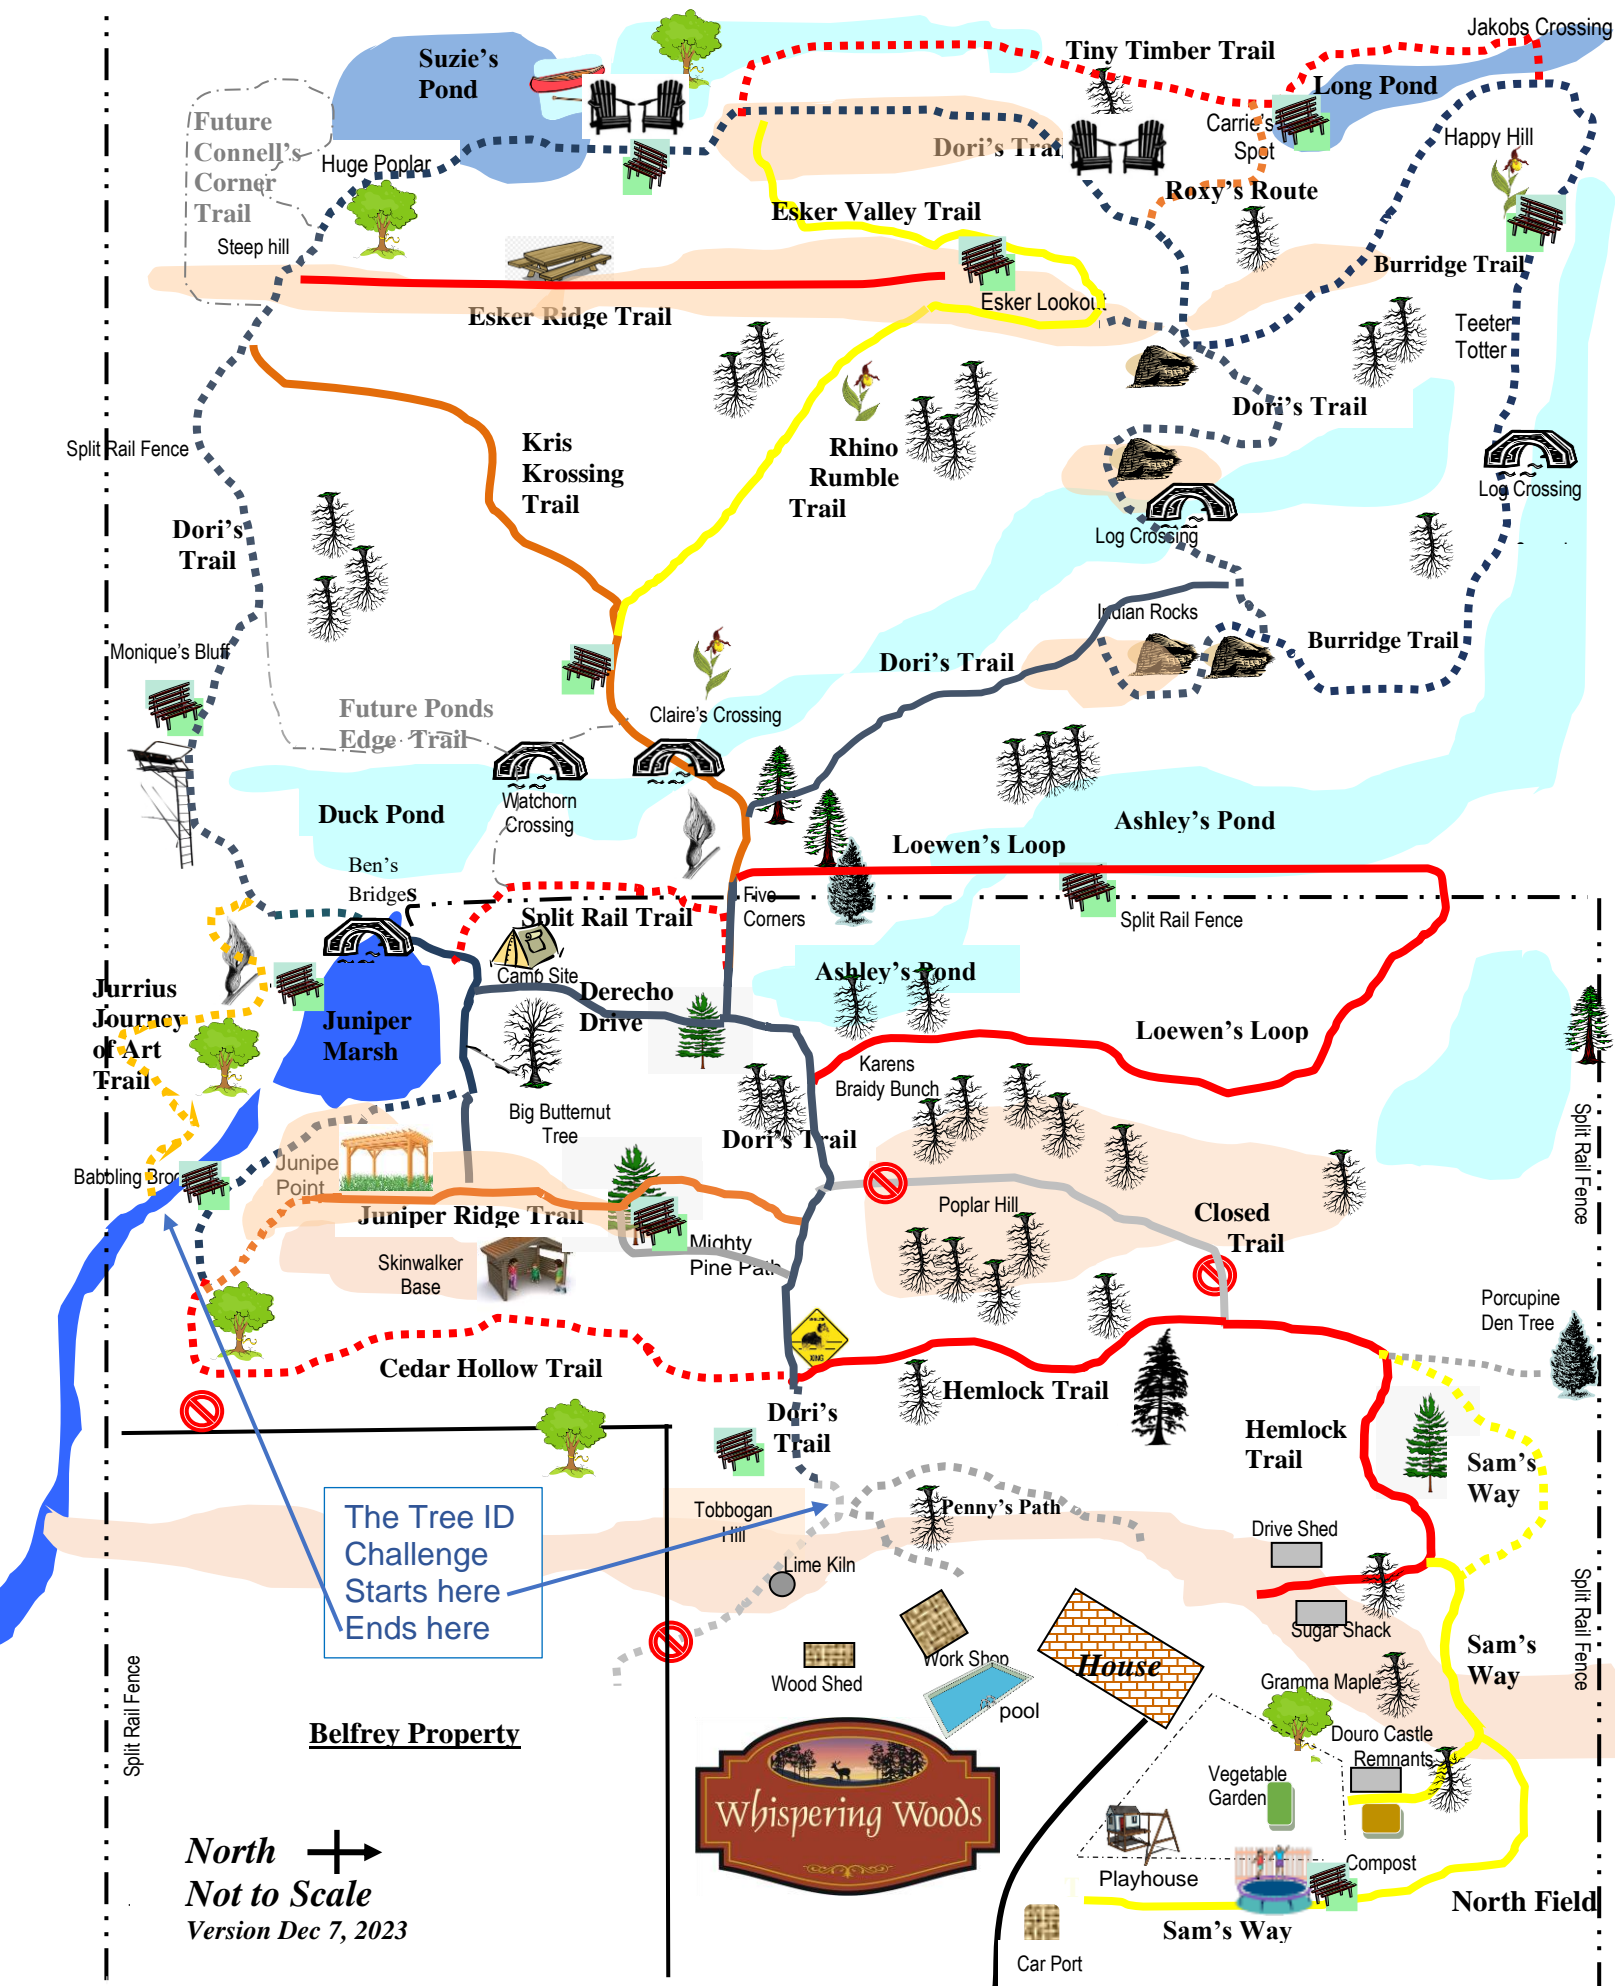 Jakobs Crossing
Suzie's
Pond
Tiny Timber Trail
Long Pond
Future
Connell's
Corner
Trail
Huge Poplar
Carrie's
Spot
Happy Hill
Dori's Trail
Roxy's Route
Esker Valley Trail
Steep hill
Burridge Trail
Esker Lookout
Esker Ridge Trail
Teeter
Totter
Dori's Trail
Split Rail Fence
Kris
Krossing
Trail
Rhino
Rumble
Trail
Log Crossing
Dori's
Trail
Log Crossing
Indian Rocks
Burridge Trail
Monique's Bluff
Dori's Trail
Future Ponds
Edge Trail
Claire's Crossing
Duck Pond
Watchorn
Crossing
Ashley's Pond
Loewen's Loop
Ben's
Bridges
Five
Corners
Split Rail Trail
Split Rail Fence
Camp Site
Ashley's Pond
Derecho
Drive
Jurrius
Journey
of Art
Trail
Juniper
Marsh
Loewen's Loop
Karens
Braidy Bunch
Big Butternut
Tree
Dori's Trail
Split Rail Fence
Babbling Broo
Junipe
Point
Juniper Ridge Trail
Poplar Hill
Closed
Trail
Mighty
Pine Path
Skinwalker
Base
Porcupine
Den Tree
XING
Cedar Hollow Trail
Hemlock Trail
Dori's
Trail
Hemlock
Trail
Sam's
Way
The Tree ID
Challenge
Starts here
Ends here
Tobbogan
Hill
Penny's Path
Drive Shed
Lime Kiln
Split Rail Fence
Sugar Shack
Work Shop
House
Wood Shed
Sam's
Way
Gramma Maple
pool
Split Rail Fence
Belfrey Property
Douro Castle
Remnants
Vegetable
Garden
Whispering Woods
North
Not to Scale
Version Dec 7, 2023
Compost
Playhouse
T
North Field
Sam's Way
Car Port